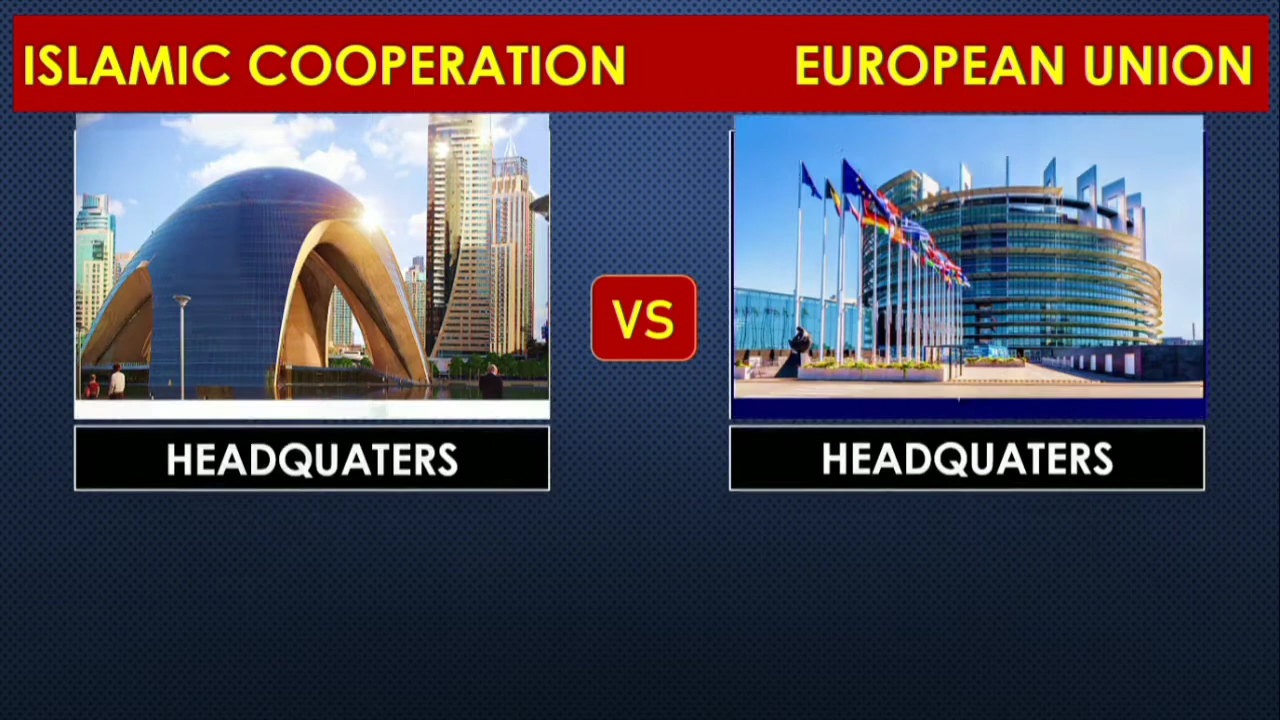 ISLAMIC COOPERATION
EUROPEAN UNION
VS
HEADQUATERS
HEADQUATERS